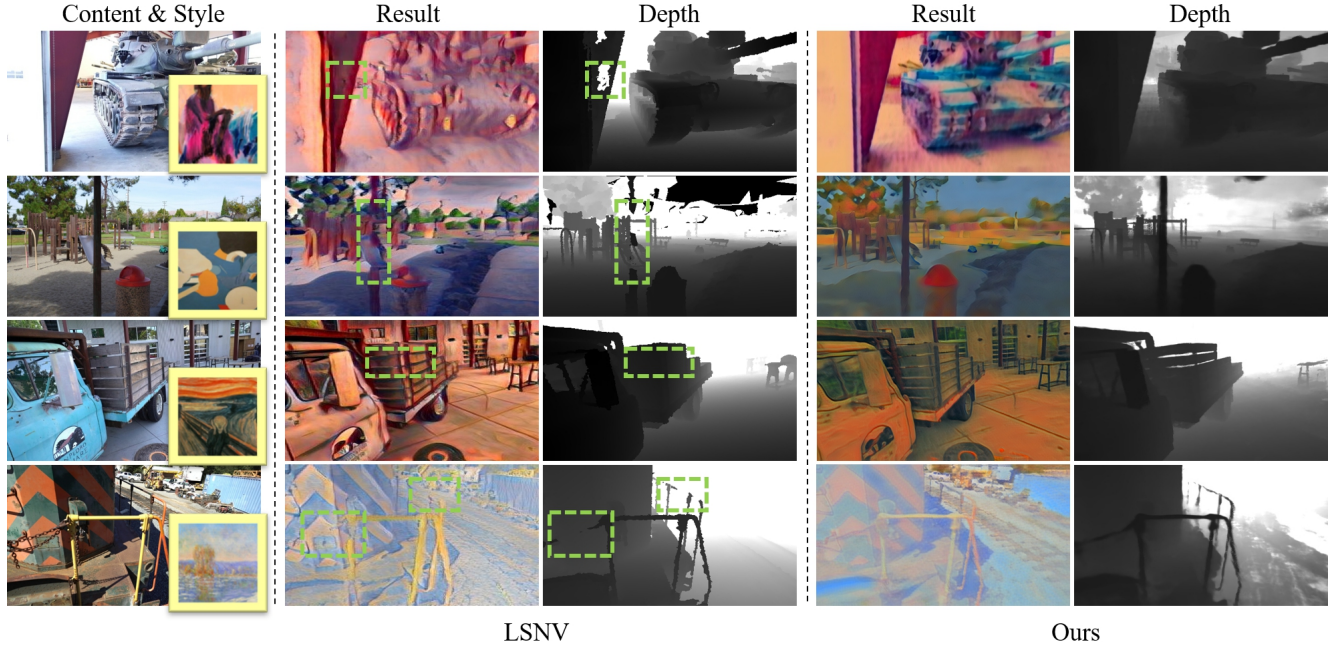 Content & Style
Result
Depth
Result
Depth
LSNV
Ours